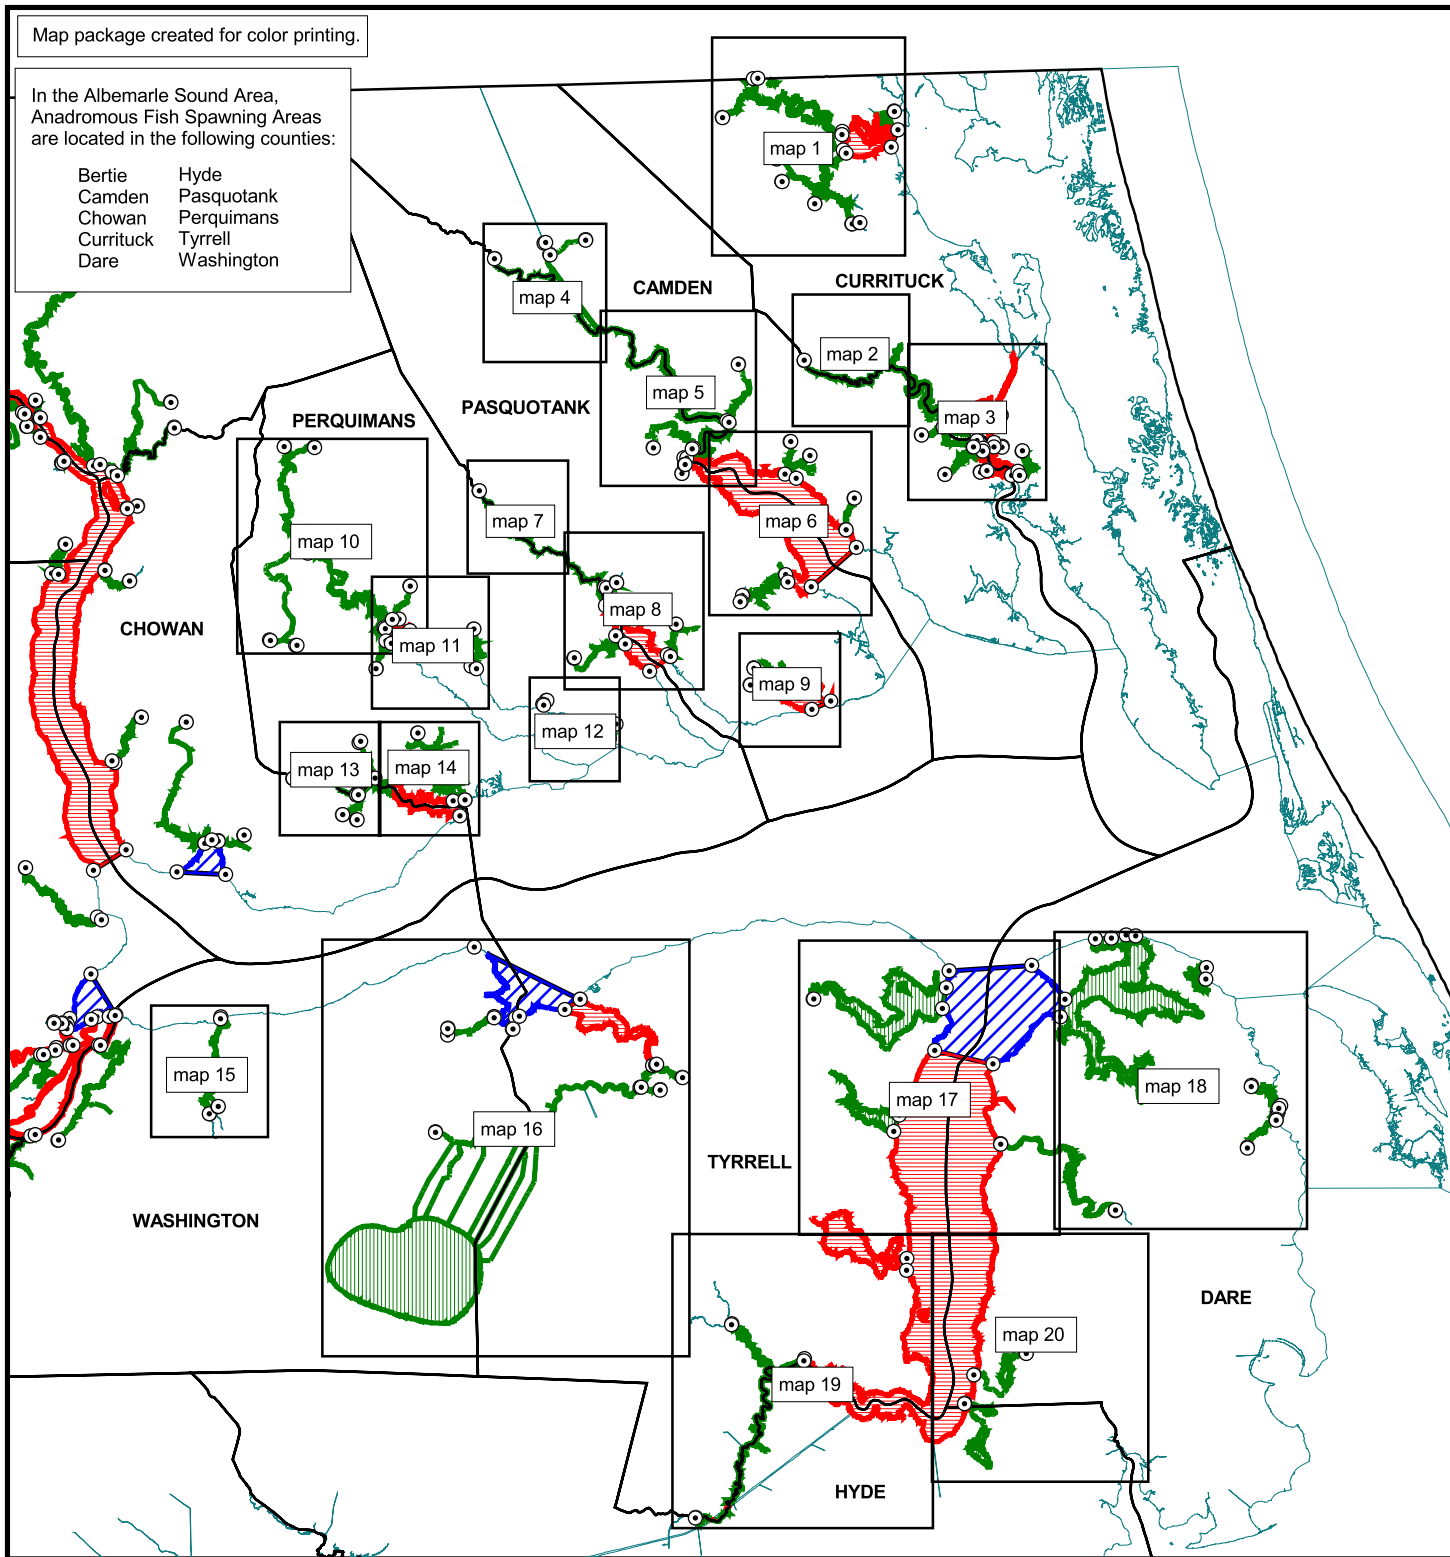 Map package created for color printing.
In the Albemarle Sound Area,
Anadromous Fish Spawning Areas
are located in the following counties:
Bertie Hyde
Camden Pasquotank
Chowan Perquimans
Currituck Tyrrell
Dare Washington
map 1
CURRITUCK
CAMDEN
map 4
map 2
map 5
map 3
PASQUOTANK
PERQUIMANS
map 7
map 6
map 10
map 8
CHOWAN
map 11
map 9
map 12
map 13
map 14
map 15
map 16
map 17
map 18
TYRRELL
WASHINGTON
DARE
map 20
map 19
HYDE